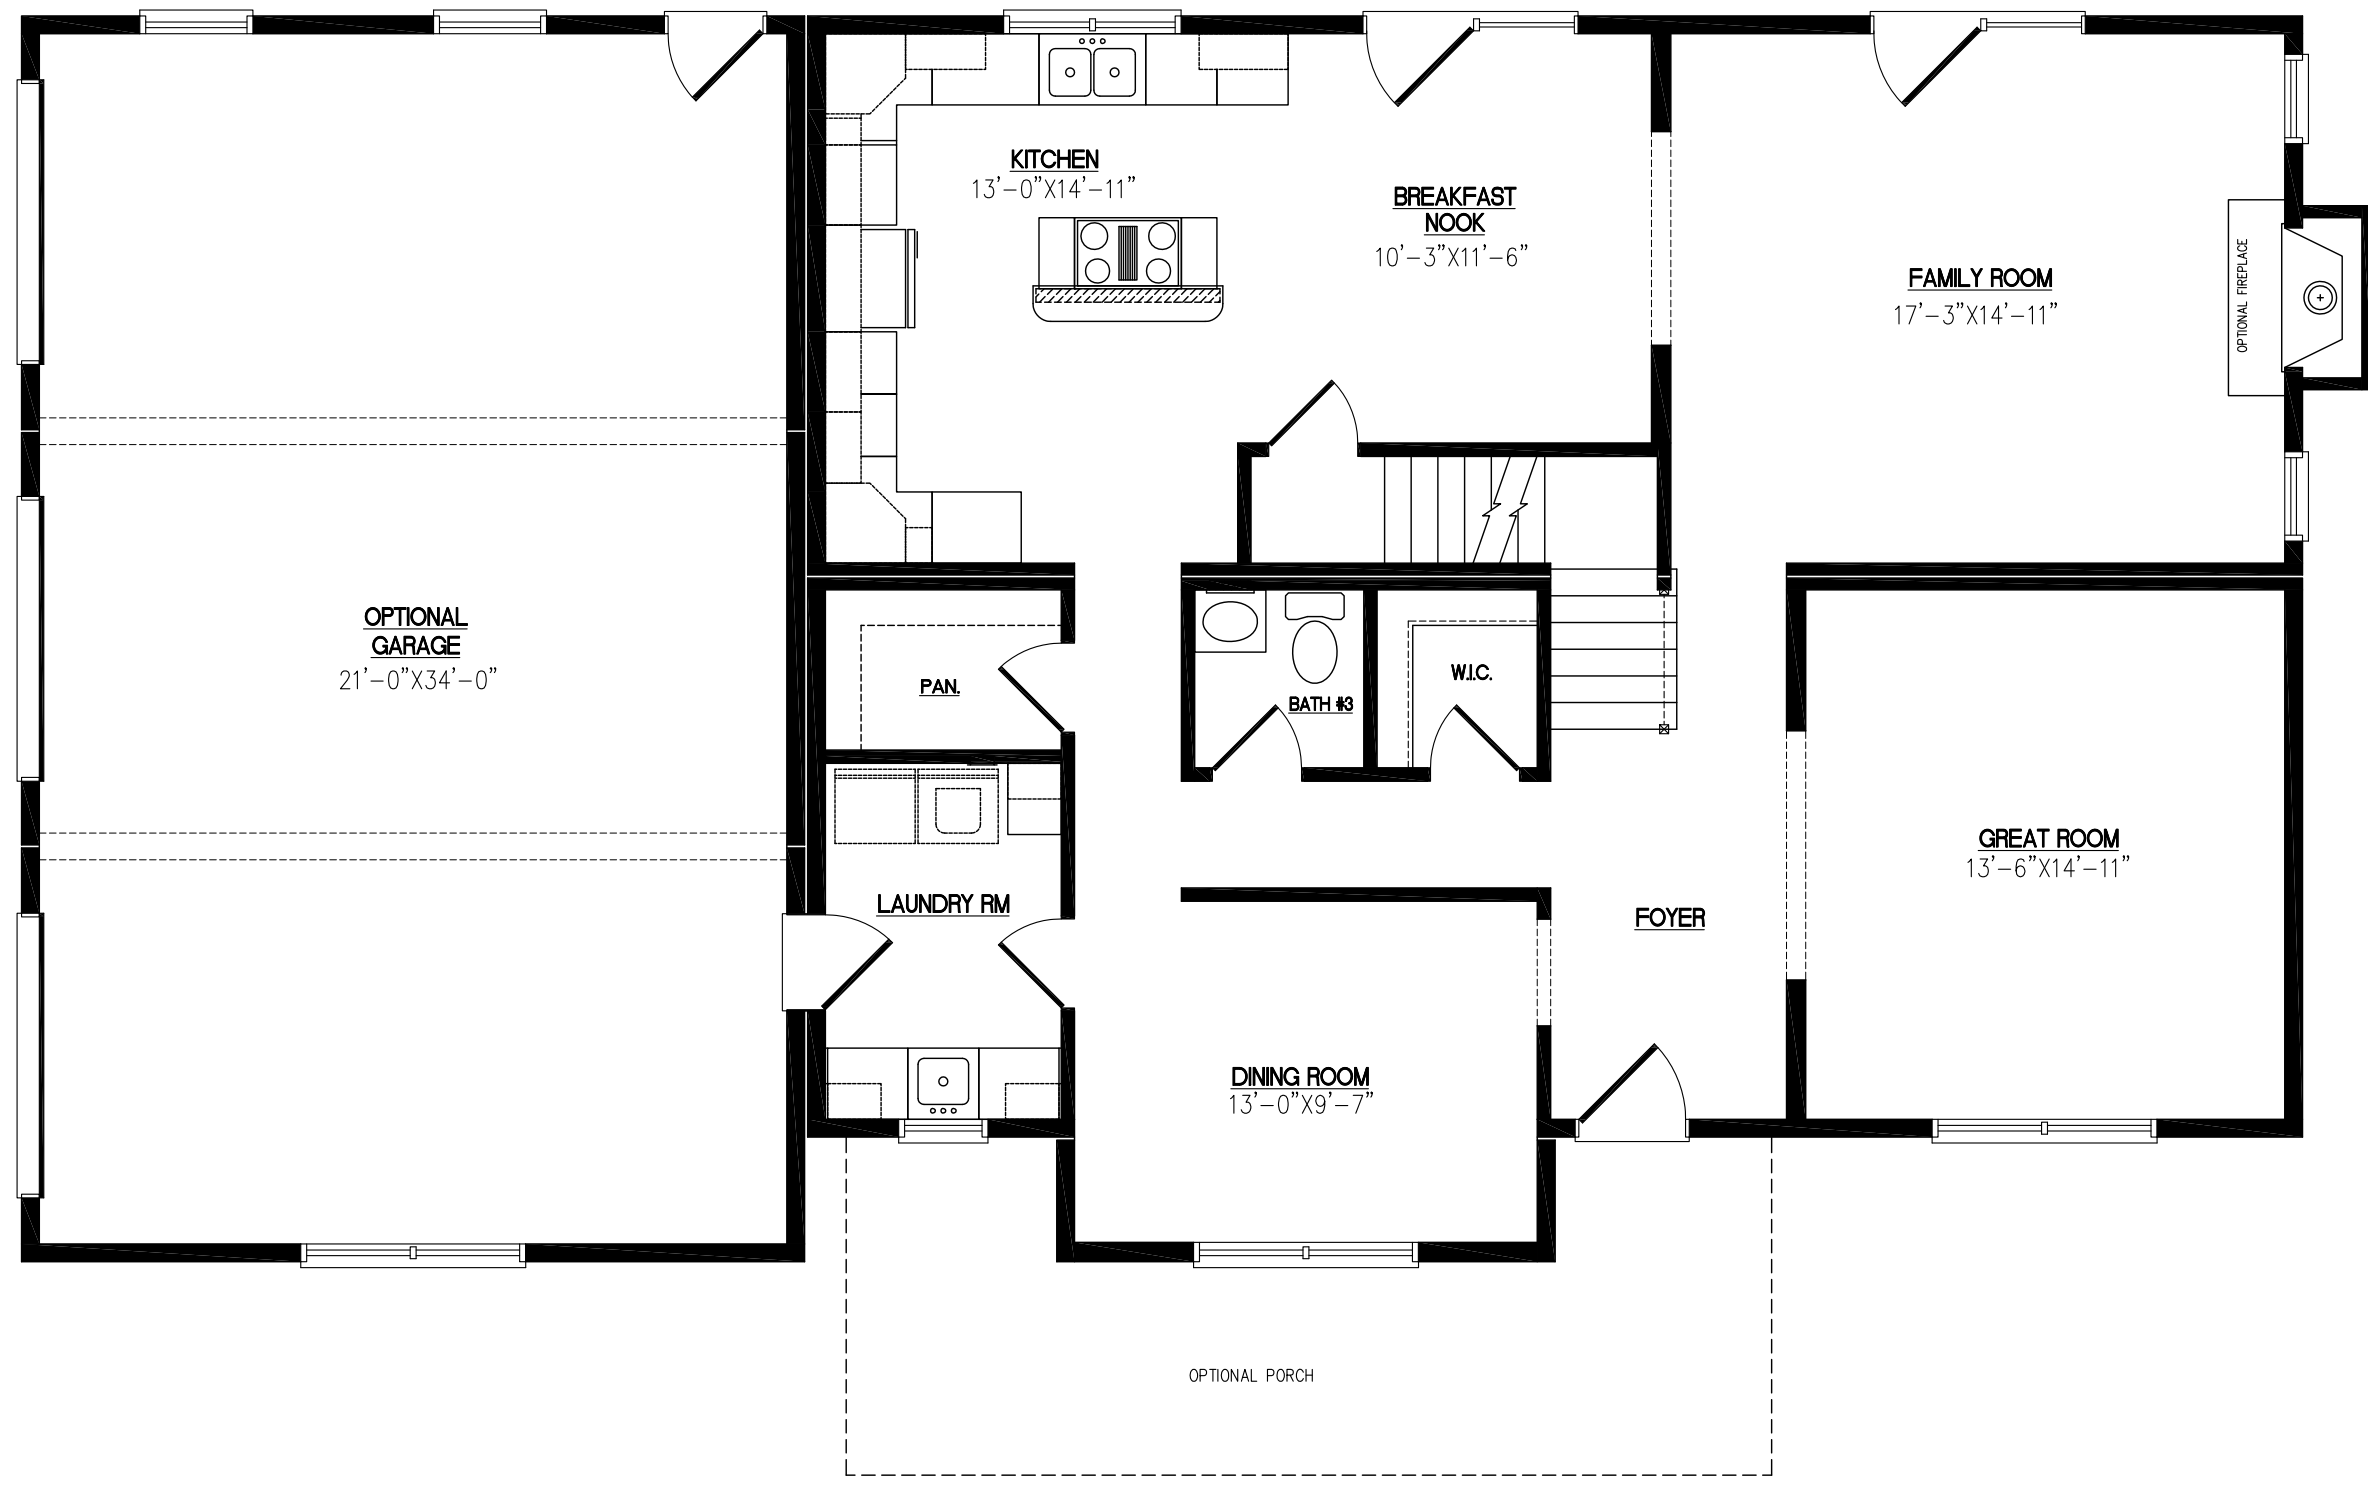 KITCHEN
13'-0"X14'-11"
BREAKFAST
NOOK
10'-3"X11'-6"
FAMILY ROOM
17'-3"X14'-11"
OPTIONAL FIREPLACE
OPTIONAL
GARAGE
21'-0"X34'-0"
PAN.
BATH #3
W.I.C.
LAUNDRY RM
FOYER
GREAT ROOM
13'-6"X14'-11"
DINING ROOM
13'-0"X9'-7"
OPTIONAL PORCH